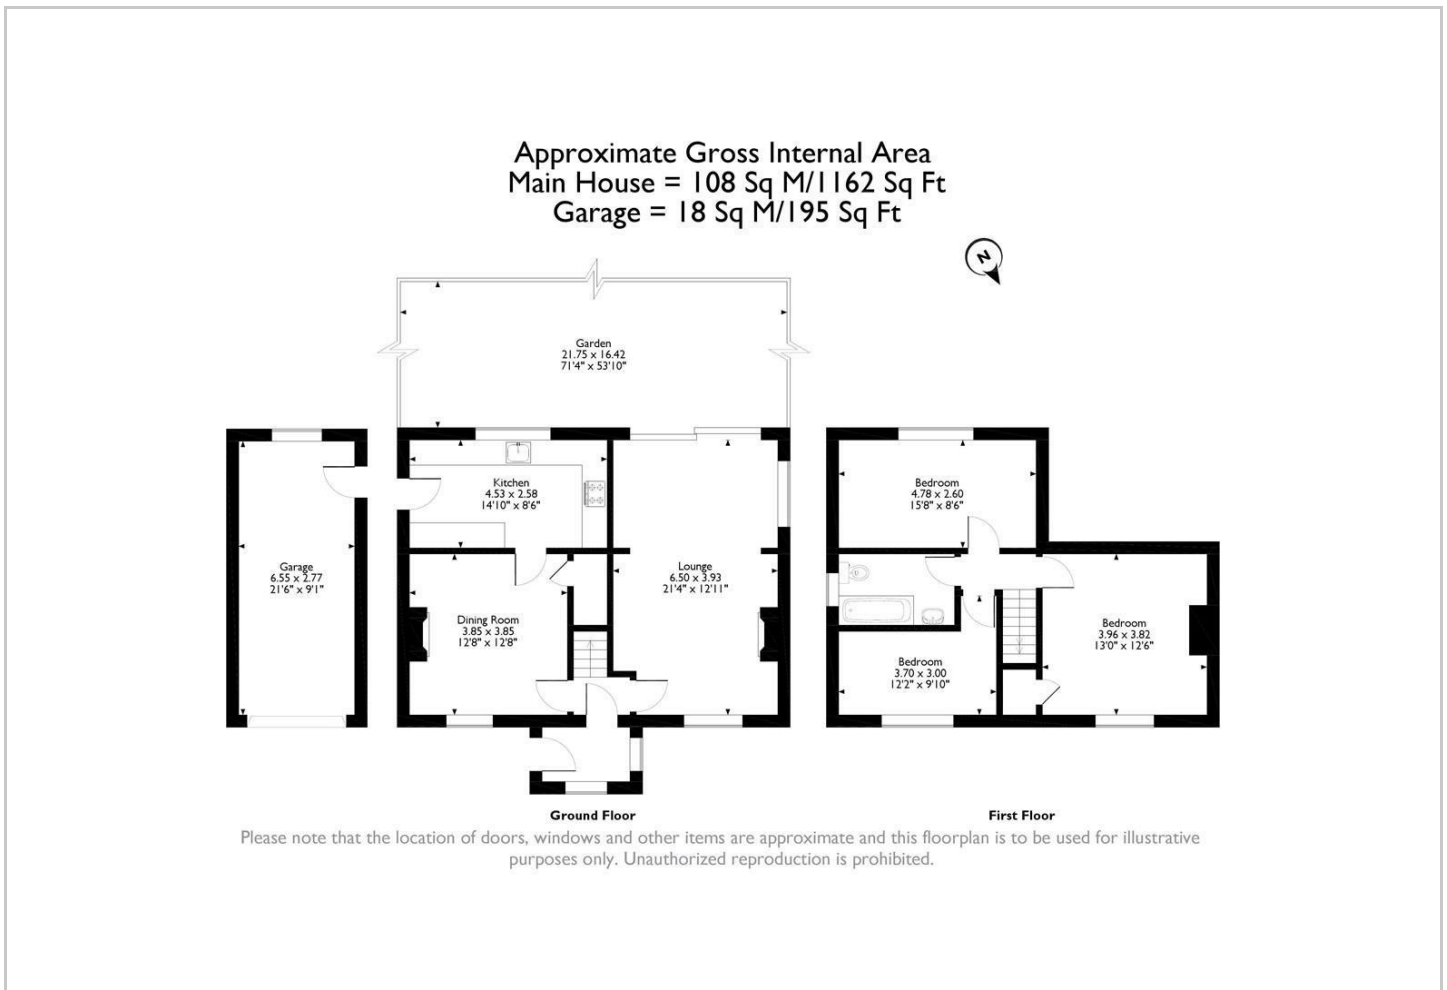 Approximate Gross Internal Area
Main House = 108 Sq M/1162 Sq Ft
Garage = 18 Sq M/195 Sq Ft
N
Garden
21.75 x 16.42
71'4" x 53'10"
Kitchen
4.53 x 2.58
14'10" x 8'6"
Bedroom
4.78 x 2.60
15'8" x 8'6"
Garage
6.55 x 2.77
21'6" x 9'1"
Lounge
6.50 x 3.93
21'4" x 12'11"
Dining Room
3.85 x 3.85
12'8" x 12'8"
Bedroom
3.96 x 3.82
13'0" x 12'6"
Bedroom
3.70 x 3.00
12'2" x 9'10"
Ground Floor
First Floor
Please note that the location of doors, windows and other items are approximate and this floorplan is to be used for illustrative
purposes only. Unauthorized reproduction is prohibited.